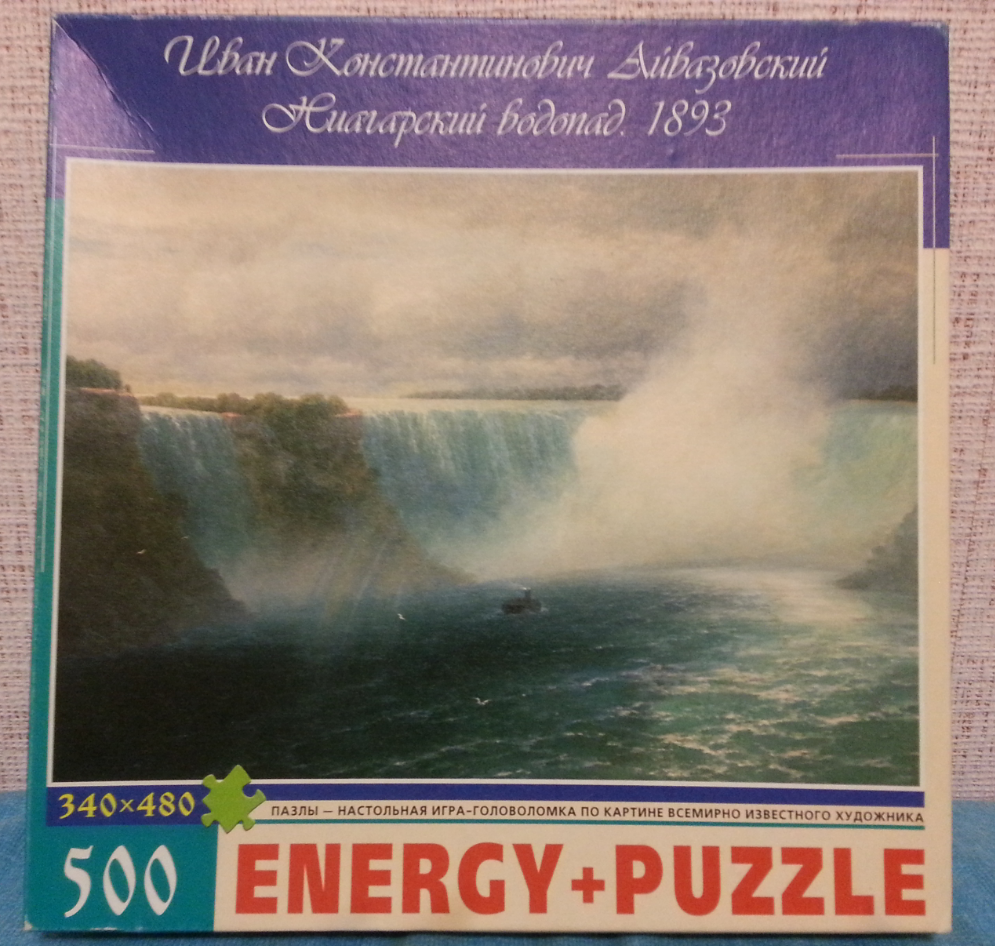 Иван Константинович Айвазовский
Ниагарский водопад. 1893
340×480
ПАЗЛЫ — НАСТОЛЬНАЯ ИГРА-ГОЛОВОЛОМКА ПО КАРТИНЕ ВСЕМИРНО ИЗВЕСТНОГО ХУДОЖНИКА
500
ENERGY+PUZZLE